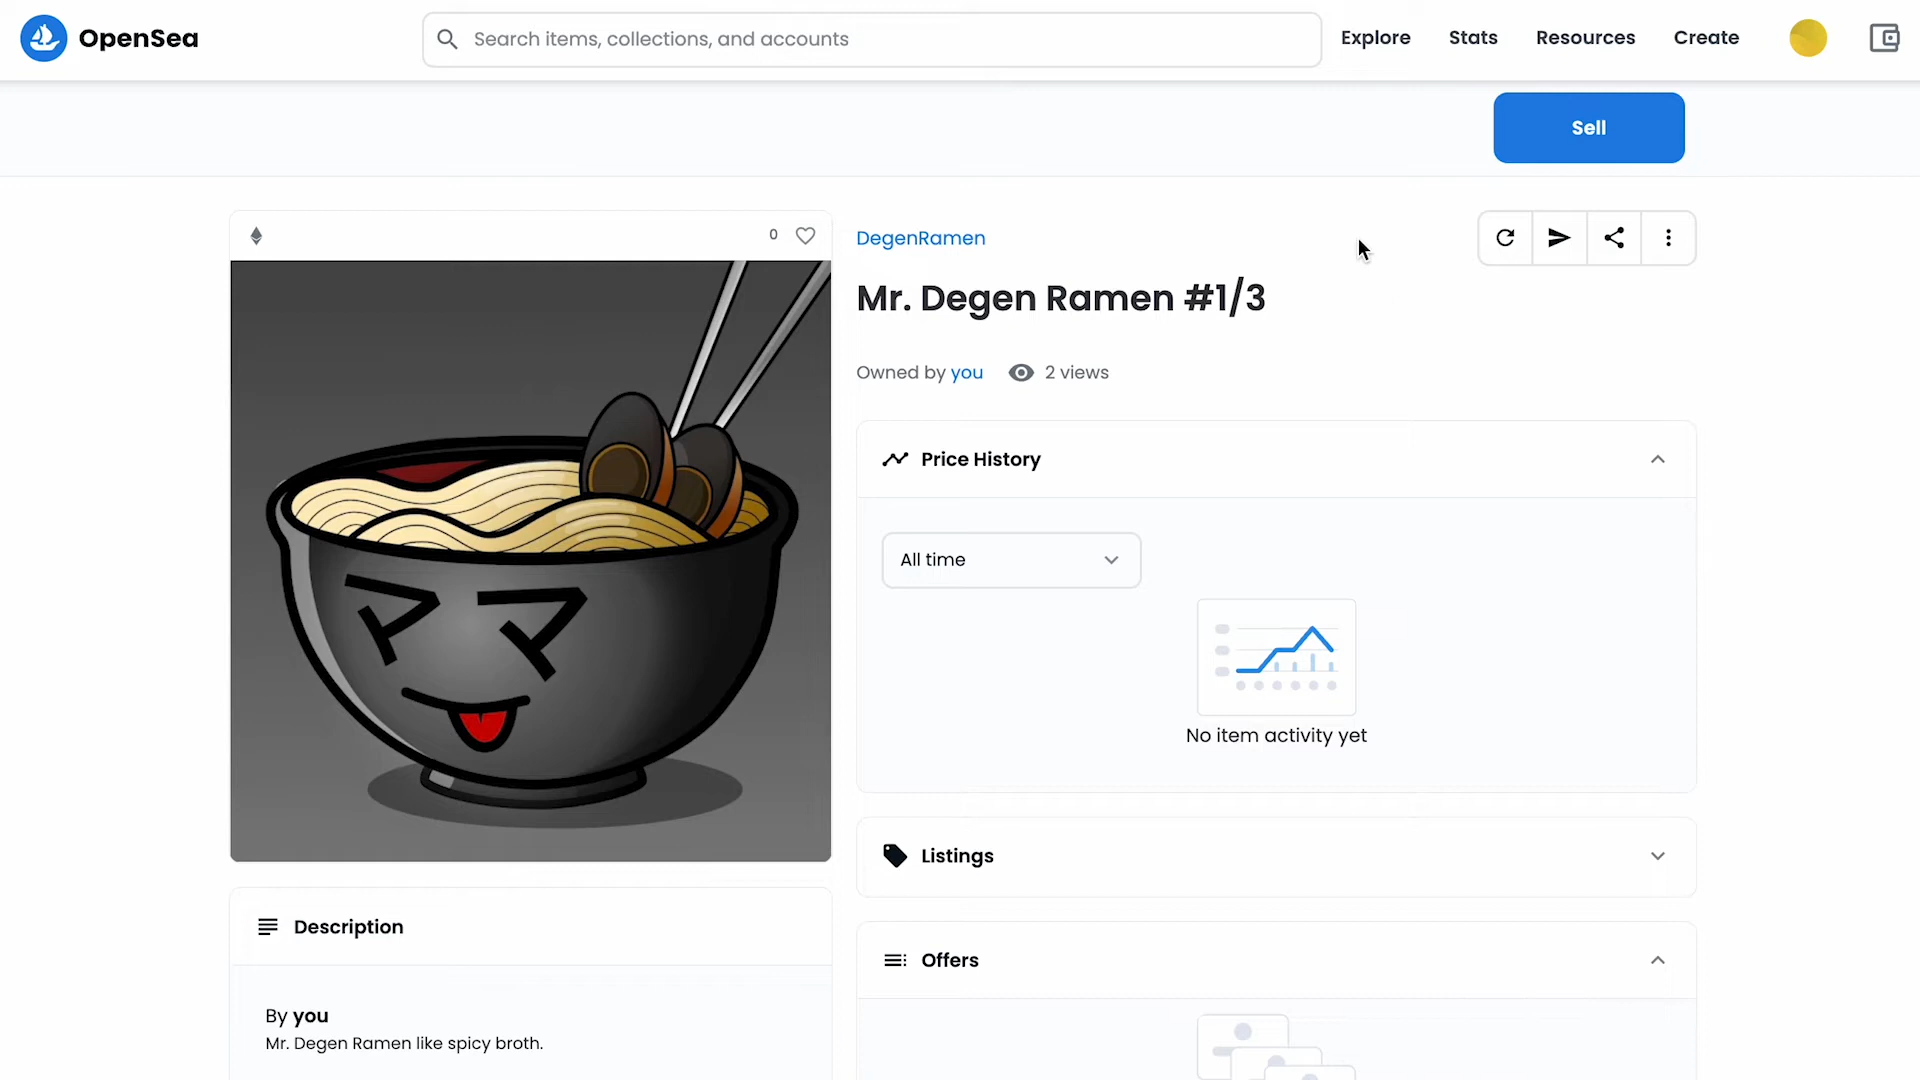 OpenSea
Search items, collections, and accounts
Explore
Stats
Resources
Create
Sell
0
DegenRamen
Mr. Degen Ramen #1/3
Owned by you
2 views
Price History
All time
No item activity yet
Listings
Offers
マ マ
Description
By you
Mr. Degen Ramen like spicy broth.